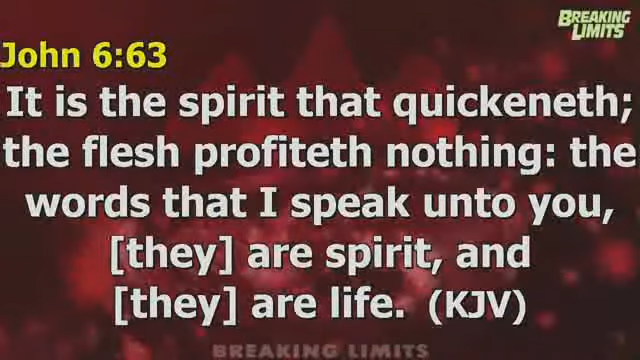 BREAKING
LIMITS
John 6:63
It is the spirit that quickeneth;
the flesh profiteth nothing: the
words that I speak unto you,
[they] are spirit, and
[they] are life. (KJV)
BREAKING LIMITS